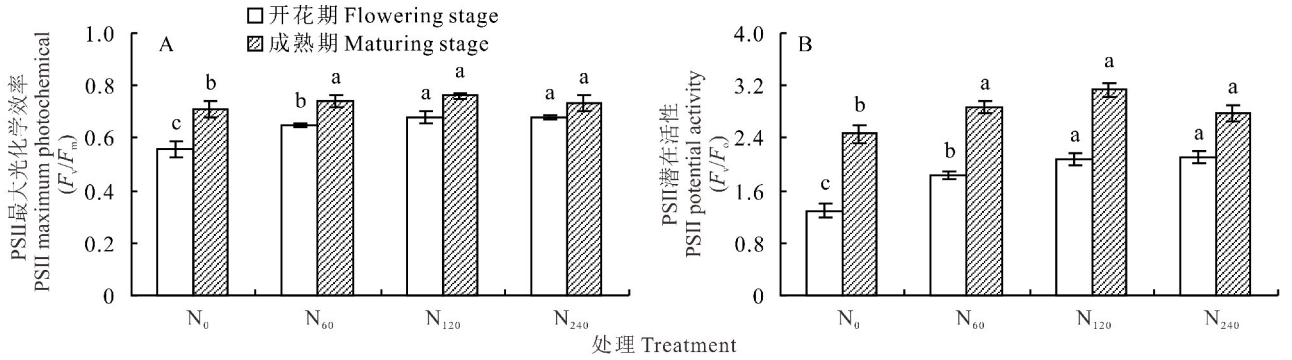 开花期 Flowering stage
成熟期 Maturing stage
PSII最大光化学效率
PSII maximum photochemical
(Fv/Fm)
1.0
0.8
0.6
0.4
0.2
0
A
c
b
b
a
a
a
a
a
N0
N60
N120
N240
PSII潜在活性
PSII potential activity
(Fv/Fo)
4.0
3.2
2.4
1.6
0.8
0
B
c
b
b
a
a
a
a
a
N0
N60
N120
N240
处理 Treatment